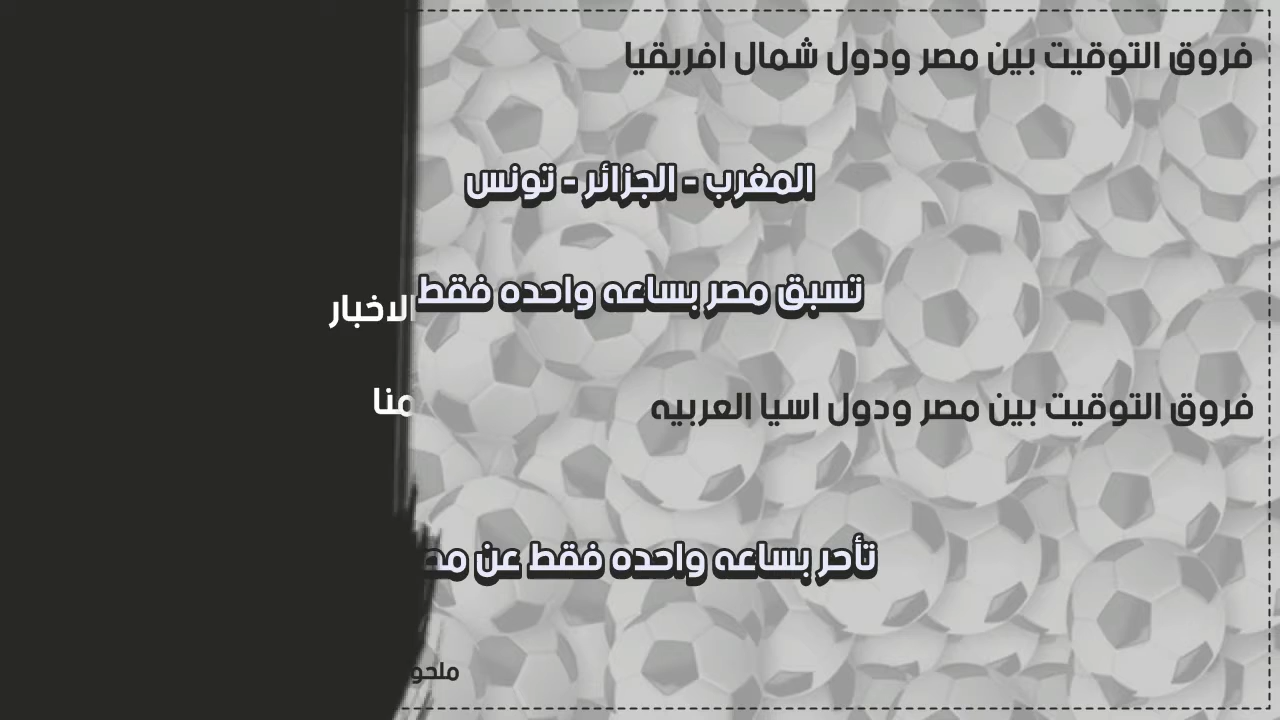 فروق التوقيت بين مصر ودول شمال افريقيا
المغرب - الجزائر - تونس
تسبق مصر بساعه واحده فقط
الاخبار
منا
فروق التوقيت بين مصر ودول اسيا العربيه
تأحر بساعه واحده فقط عن